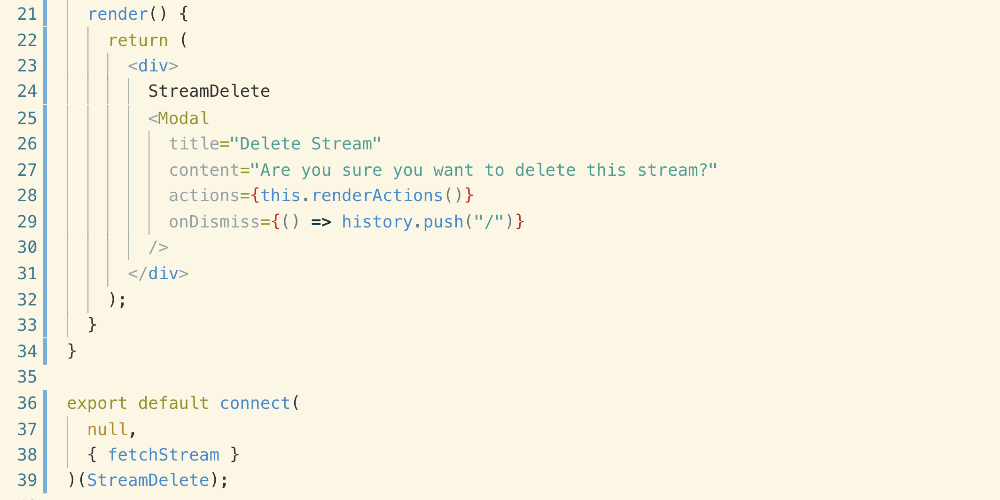 21 render() {
22 return (
23 <div>
24 StreamDelete
25 <Modal
26 title="Delete Stream"
27 content="Are you sure you want to delete this stream?"
28 actions={this.renderActions()}
29 onDismiss={() => history.push("/")}
30 />
31 </div>
32 );
33 }
34 }
35
36 export default connect(
37 null,
38 { fetchStream }
39 )(StreamDelete);